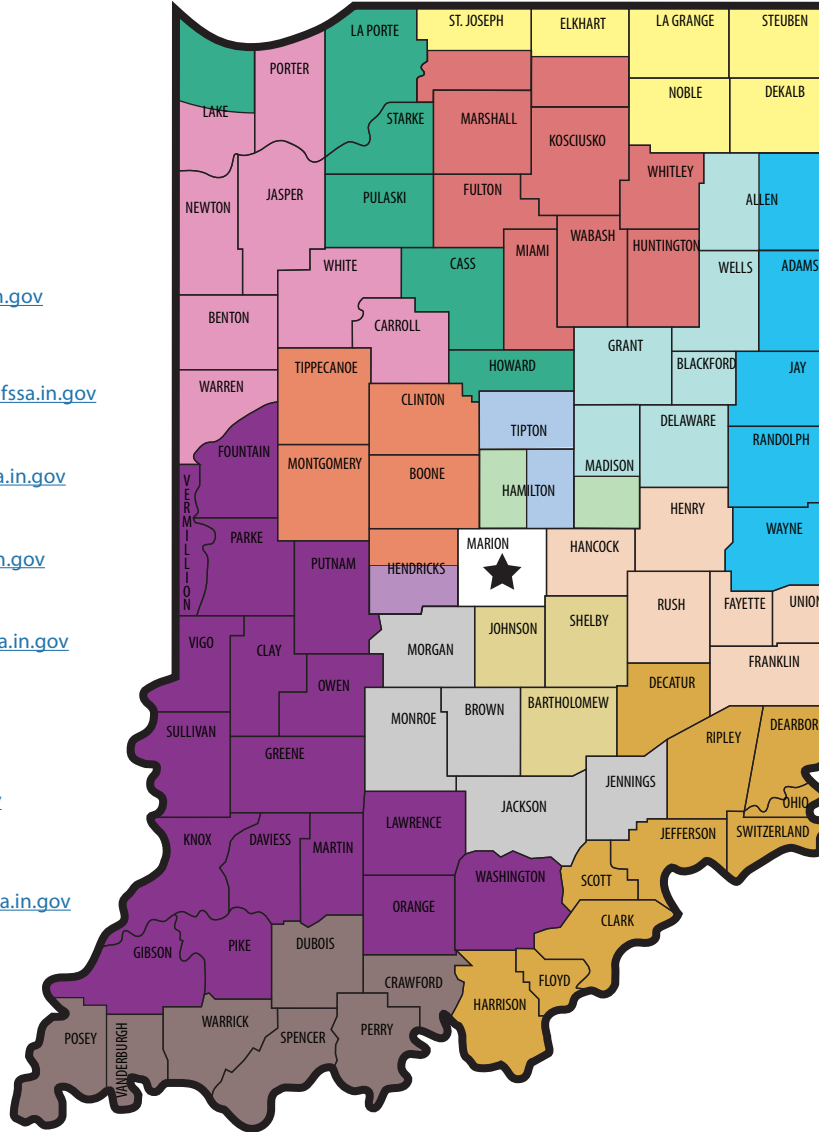 ST. JOSEPH
ELKHART
LA GRANGE
STEUBEN
LA PORTE
PORTER
NOBLE
DEKALB
LAKE
STARKE
MARSHALL
KOSCIUSKO
WHITLEY
ALLEN
NEWTON
JASPER
PULASKI
FULTON
WABASH
HUNTINGTON
MIAMI
WHITE
CASS
WELLS
ADAMS
n.gov
BENTON
CARROLL
GRANT
BLACKFORD
JAY
TIPPECANOE
HOWARD
fssa.in.gov
WARREN
CLINTON
TIPTON
DELAWARE
RANDOLPH
FOUNTAIN
MONTGOMERY
BOONE
MADISON
a.in.gov
VERMILLION
HAMILTON
HENRY
WAYNE
PARKE
PUTNAM
HENDRICKS
MARION
HANCOCK
n.gov
RUSH
FAYETTE
UNION
VIGO
CLAY
MORGAN
JOHNSON
SHELBY
a.in.gov
FRANKLIN
OWEN
DECATUR
MONROE
BROWN
BARTHOLOMEW
SULLIVAN
RIPLEY
DEARBOR
GREENE
JENNINGS
JACKSON
OHIO
LAWRENCE
KNOX
DAVIESS
MARTIN
JEFFERSON
SWITZERLAND
WASHINGTON
SCOTT
a.in.gov
ORANGE
CLARK
GIBSON
PIKE
DUBOIS
CRAWFORD
FLOYD
HARRISON
POSEY
VANDERBURGH
WARRICK
SPENCER
PERRY